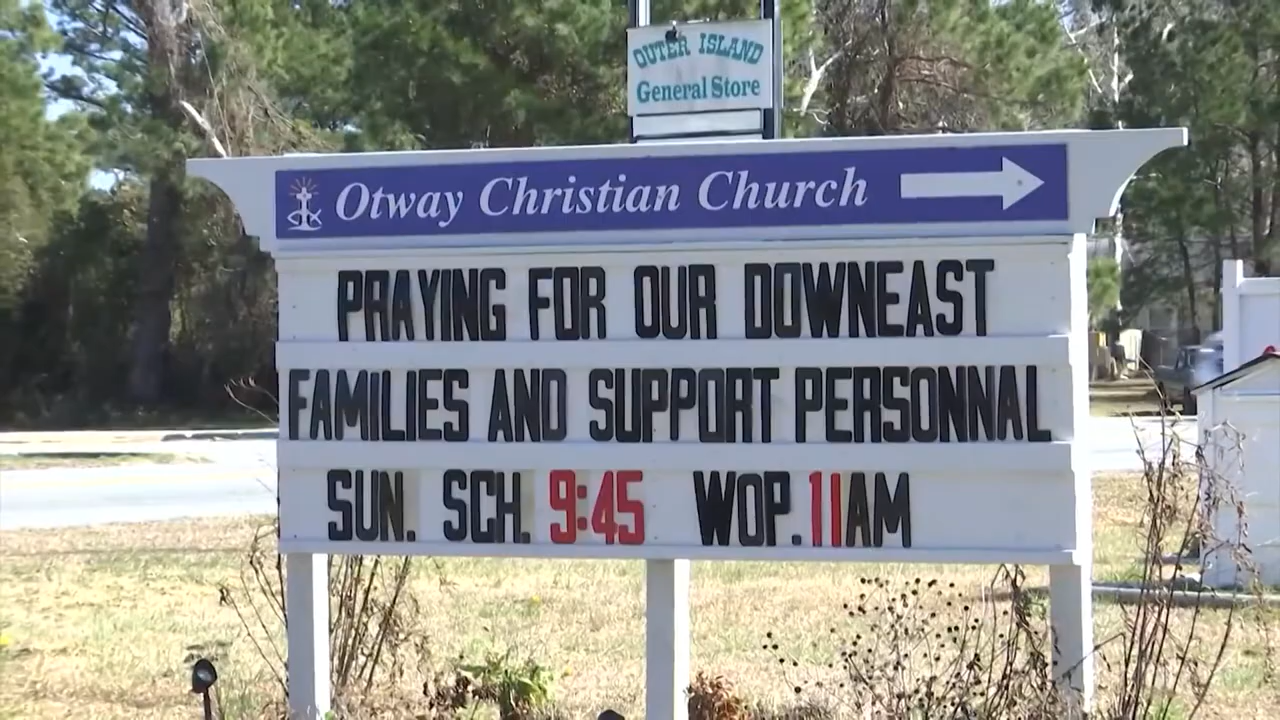 OUTER ISLAND
General Store
Otway Christian Church
PRAYING FOR OUR DOWNEAST
FAMILIES AND SUPPORT PERSONNAL
SUN. SCH. 9:45 WOP. 11AM